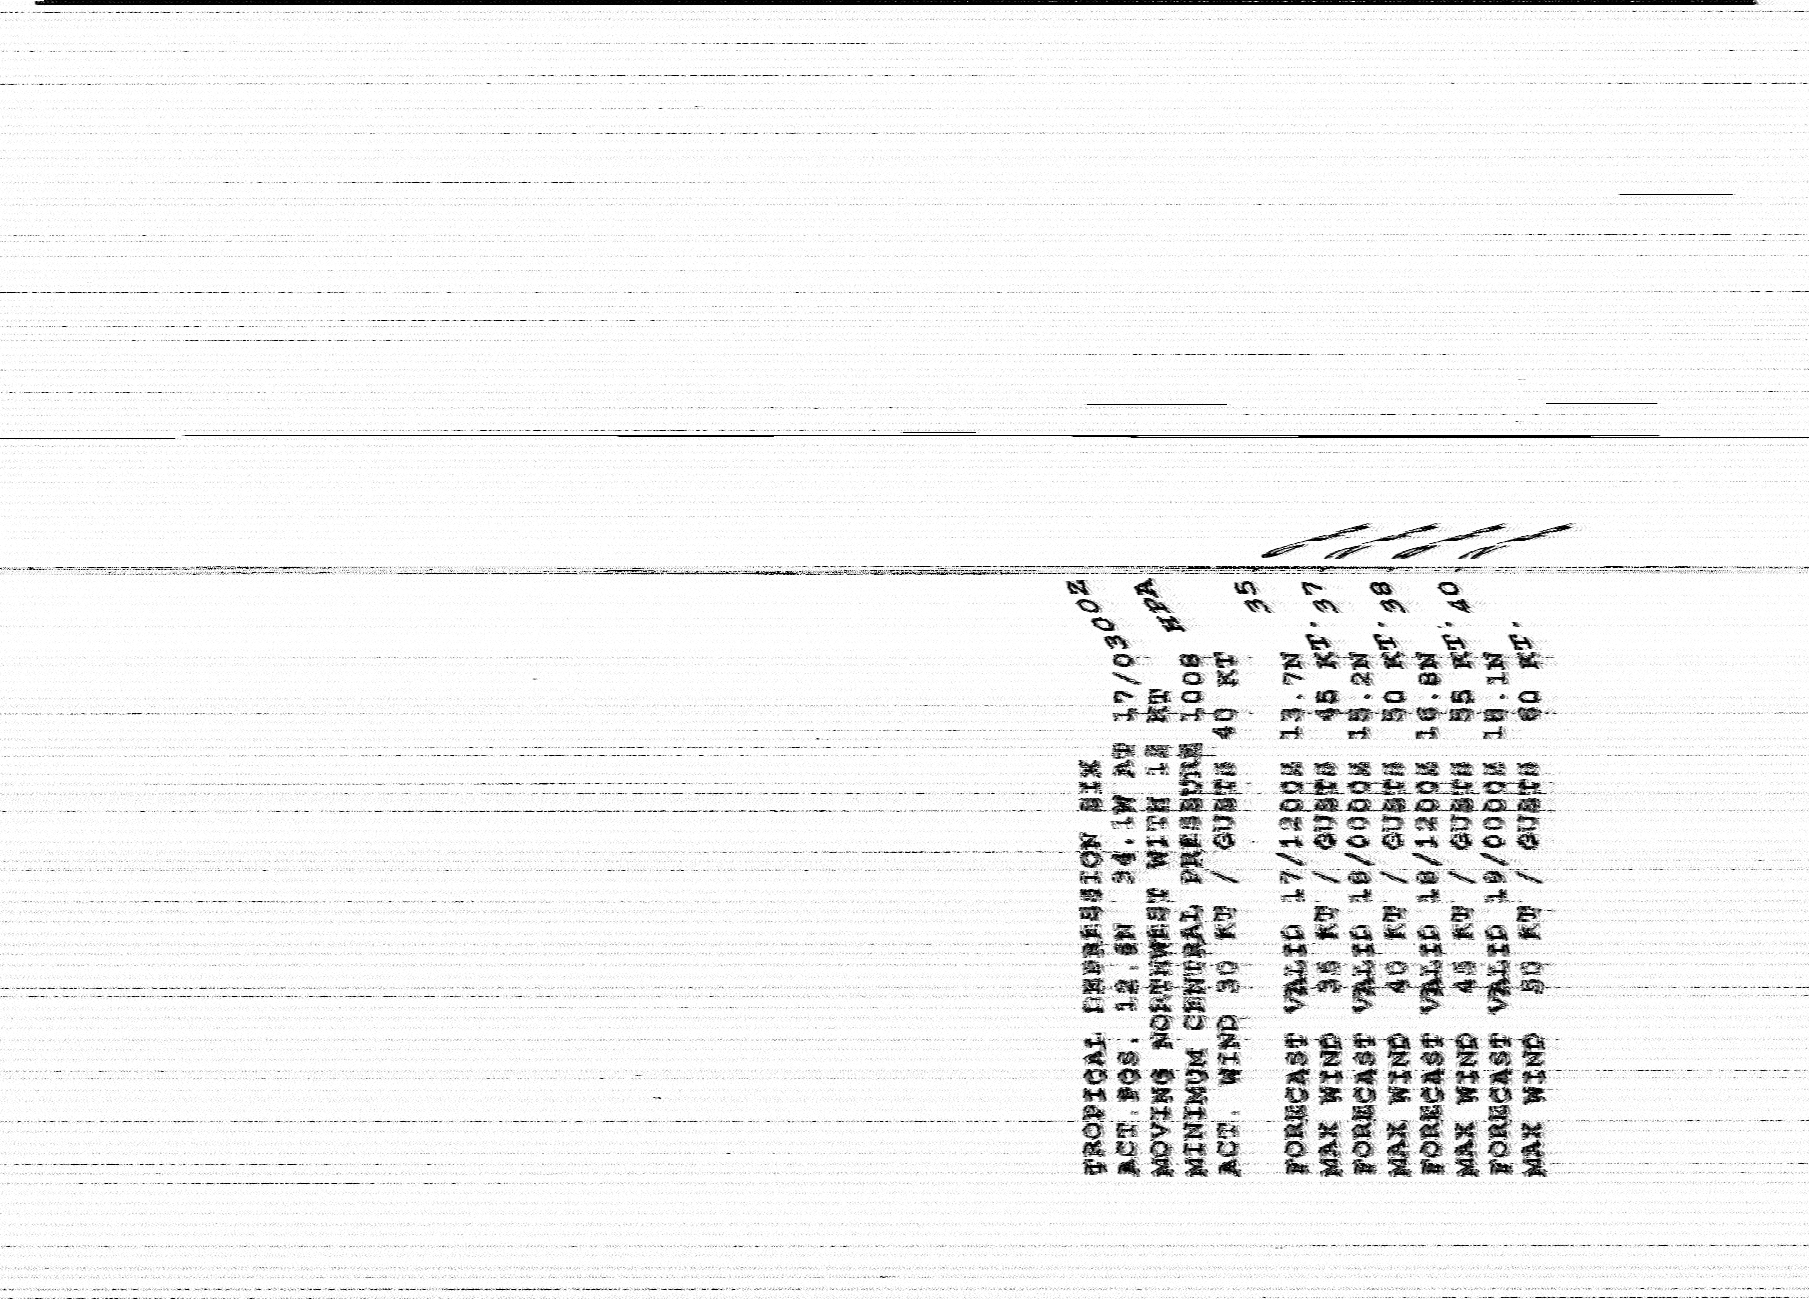 TROPICAL DEPRESSION SIX
ACT.POS. 12.6N 34.1W AT 17/0300Z
MOVING NORTHWEST WITH KT
MINIMUM CENTRAL PRESSURE 1008 HPA
ACT. WIND 30 KT / GUSTS 40 KT
FORECAST VALID 17/1200Z 13.7N 35
MAX WIND 35 KT / GUSTS 45 KT.
FORECAST VALID 18/0000Z 15.2N 37
MAX WIND 40 KT / GUSTS 50 KT.
FORECAST VALID 18/1200Z 16.8N 38
MAX WIND 45 KT / GUSTS 55 KT.
FORECAST VALID 19/0000Z 18.1N 40
MAX WIND 50 KT / GUSTS 60 KT.